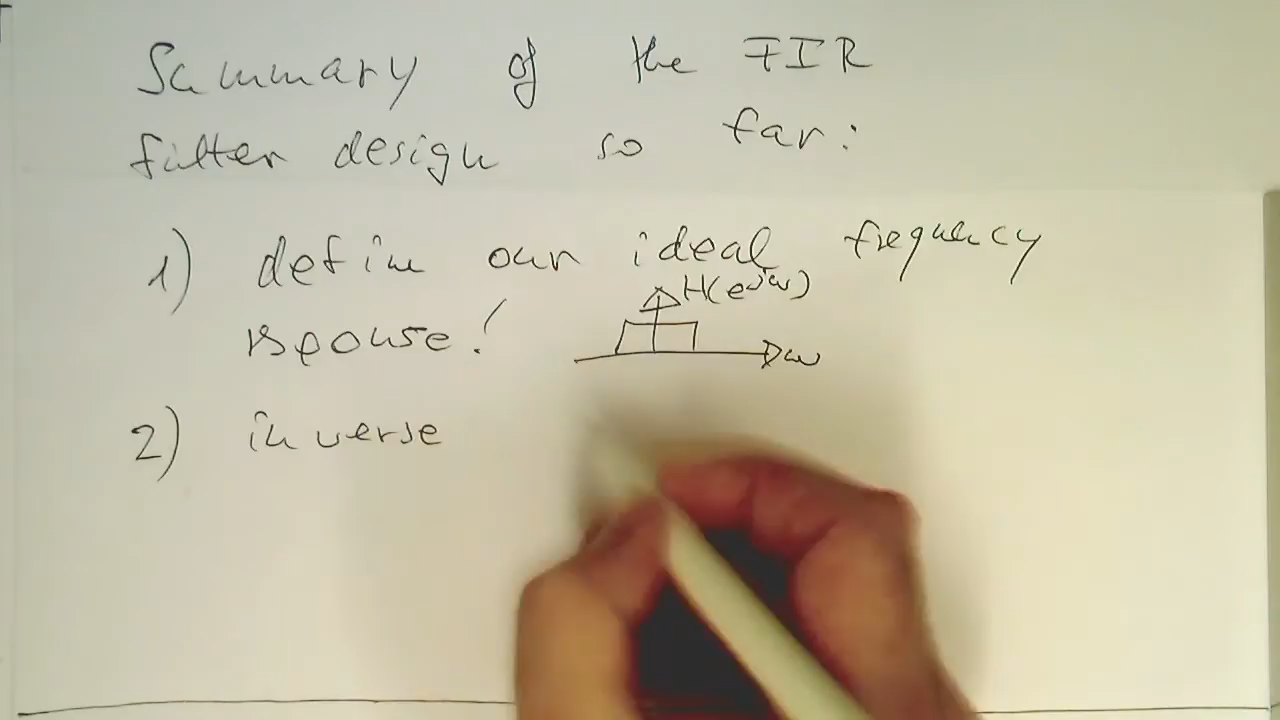 Summary of the FIR
filter design so far:
1) define our ideal frequency
response!
H(e^jω)
ω
2) inverse